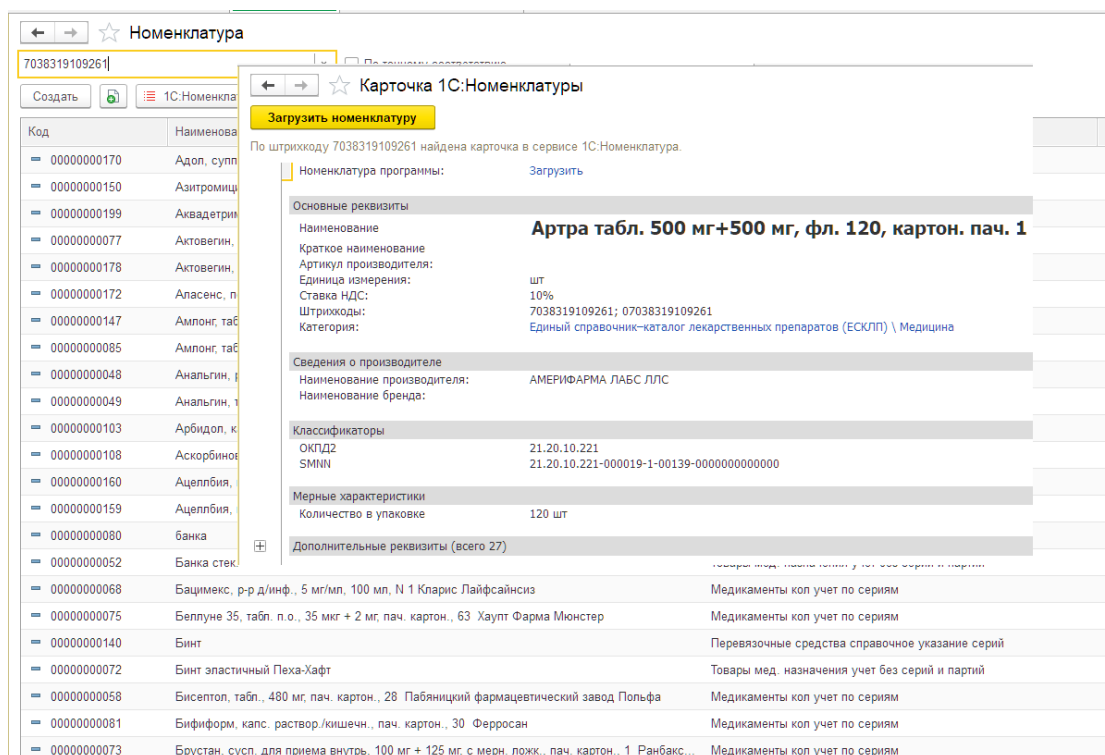 Номенклатура
7038319109261
По точному соответствию
Создать 1С:Номенкла
Код Наименова
00000000170 Адол, супп
00000000150 Азитромици
00000000199 Аквадетрим
00000000077 Актовегин,
00000000178 Актовегин,
00000000172 Аласенс, п
00000000147 Амлонг, таб
00000000085 Амлонг, таб
00000000048 Анальгин, р
00000000049 Анальгин, т
00000000103 Арбидол, к
00000000108 Аскорбинов
00000000160 Ацеллбия,
00000000159 Ацеллбия,
00000000080 банка
00000000052 Банка стек.
00000000068 Бацимекс, р-р д/инф., 5 мг/мл, 100 мл, N 1 Кларис Лайфсайнсиз Медикаменты кол учет по сериям
00000000075 Беллуне 35, табл. п.о., 35 мкг + 2 мг, пач. картон., 63 Хаупт Фарма Мюнстер Медикаменты кол учет по сериям
00000000140 Бинт Перевязочные средства справочное указание серий
00000000072 Бинт эластичный Пеха-Хафт Товары мед. назначения учет без серий и партий
00000000058 Бисептол, табл., 480 мг, пач. картон., 28 Пабяницкий фармацевтический завод Польфа Медикаменты кол учет по сериям
00000000081 Бифиформ, капс. раствор./кишечн., пач. картон., 30 Ферросан Медикаменты кол учет по сериям
00000000073 Брустан, сусп. для приема внутрь, 100 мг + 125 мг, с мерн. ложк., пач. картон., 1 Ранбакс... Медикаменты кол учет по сериям
Карточка 1С:Номенклатуры
Загрузить номенклатуру
По штрихкоду 7038319109261 найдена карточка в сервисе 1С:Номенклатура.
Номенклатура программы: Загрузить
Основные реквизиты
Наименование Артра табл. 500 мг+500 мг, фл. 120, картон. пач. 1
Краткое наименование
Артикул производителя:
Единица измерения: шт
Ставка НДС: 10%
Штрихкоды: 7038319109261; 07038319109261
Категория: Единый справочник–каталог лекарственных препаратов (ЕСКЛП) \ Медицина
Сведения о производителе
Наименование производителя: АМЕРИФАРМА ЛАБС ЛЛС
Наименование бренда:
Классификаторы
ОКПД2 21.20.10.221
SMNN 21.20.10.221-000019-1-00139-0000000000000
Мерные характеристики
Количество в упаковке 120 шт
Дополнительные реквизиты (всего 27)